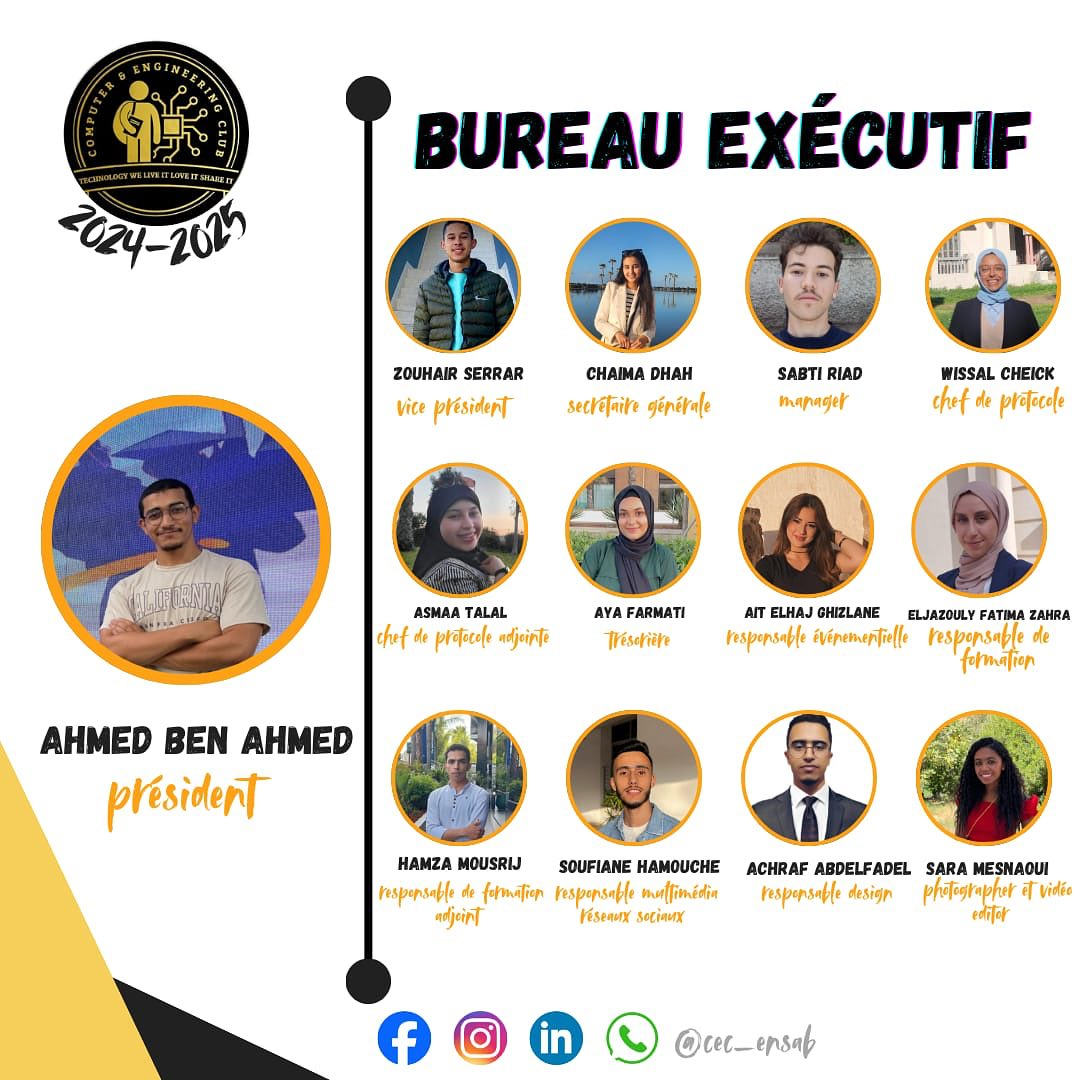 COMPUTER & ENGINEERING CLUB
TECHNOLOGY WE LIVE IT LOVE IT SHARE IT
2024-2025
BUREAU EXÉCUTIF
AHMED BEN AHMED
président
ZOUHAIR SERRAR
vice président
CHAIMA DHAH
secrétaire générale
SABTI RIAD
manager
WISSAL CHEICK
chef de protocole
ASMAA TALAL
chef de protocole adjointe
AYA FARMATI
trésorière
AIT ELHAJ GHIZLANE
responsable événementielle
ELJAZOULY FATIMA ZAHRA
responsable de
formation
HAMZA MOUSRIJ
responsable de formation
adjoint
SOUFIANE HAMOUCHE
responsable multimédia
réseaux sociaux
ACHRAF ABDELFADEL
responsable design
SARA MESNAOUI
photographer et vidéo
editor
@cec_ensab